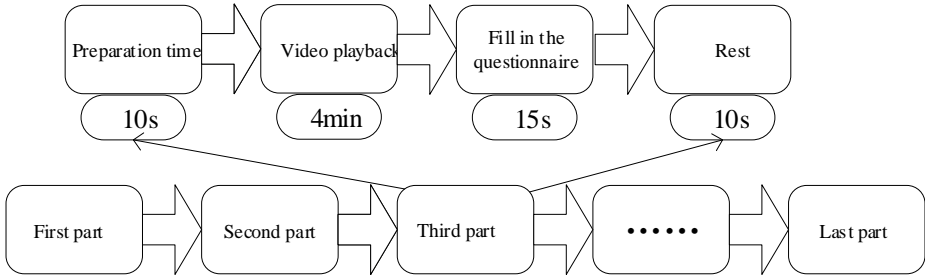 Preparation time
Video playback
Fill in the
questionnaire
Rest
10s
4min
15s
10s
First part
Second part
Third part
••••••
Last part